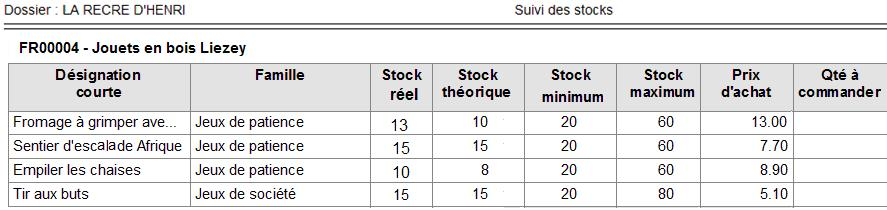 Dossier : LA RECRE D'HENRI Suivi des stocks
FR00004 - Jouets en bois Liezey
Désignation courte Famille Stock réel Stock théorique Stock minimum Stock maximum Prix d'achat Qté à commander
Fromage à grimper ave... Jeux de patience 13 10 20 60 13.00
Sentier d'escalade Afrique Jeux de patience 15 15 20 60 7.70
Empiler les chaises Jeux de patience 10 8 20 60 8.90
Tir aux buts Jeux de société 15 15 20 80 5.10